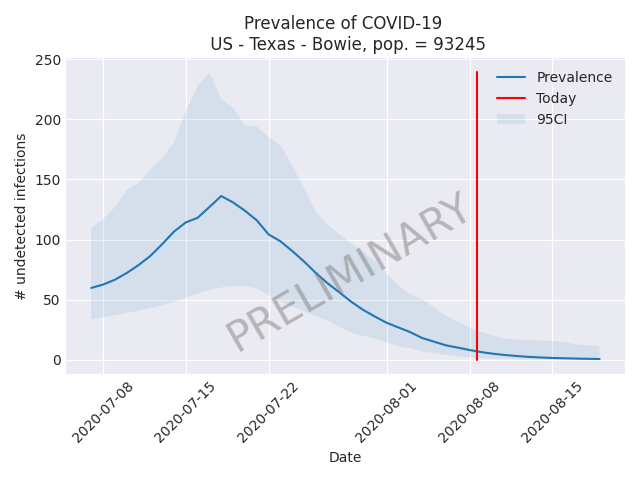 Prevalence of COVID-19
US - Texas - Bowie, pop. = 93245
250
200
150
100
50
0
# undetected infections
Prevalence
Today
95CI
PRELIMINARY
2020-07-08
2020-07-15
2020-07-22
2020-08-01
2020-08-08
2020-08-15
Date